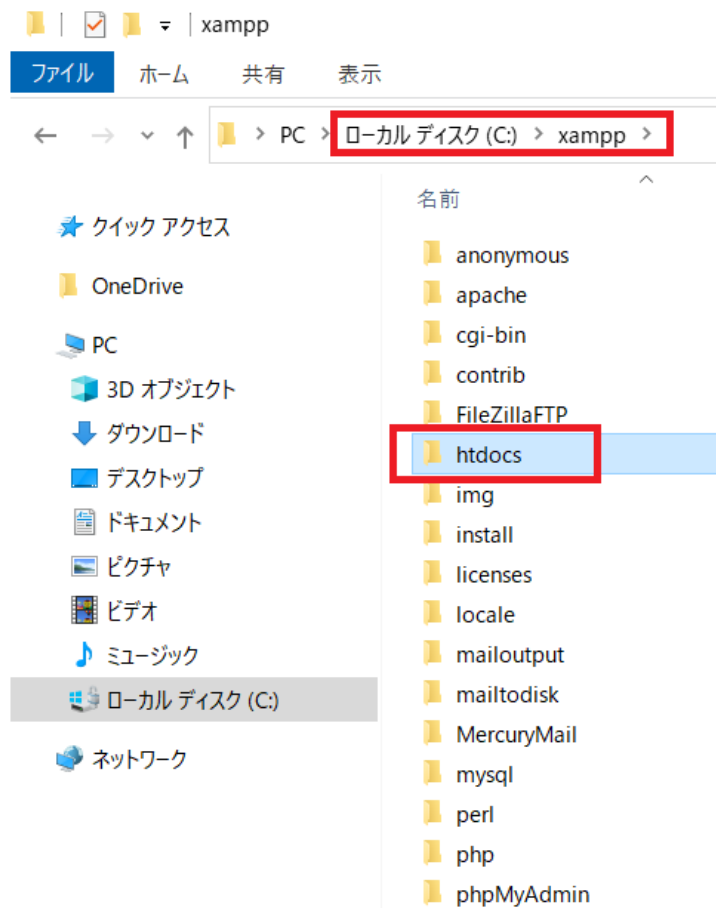 xampp
ファイル ホーム 共有 表示
PC ローカル ディスク (C:) xampp
名前
クイック アクセス
OneDrive
PC
3D オブジェクト
ダウンロード
デスクトップ
ドキュメント
ピクチャ
ビデオ
ミュージック
ローカル ディスク (C:)
ネットワーク
anonymous
apache
cgi-bin
contrib
FileZillaFTP
htdocs
img
install
licenses
locale
mailoutput
mailtodisk
MercuryMail
mysql
perl
php
phpMyAdmin